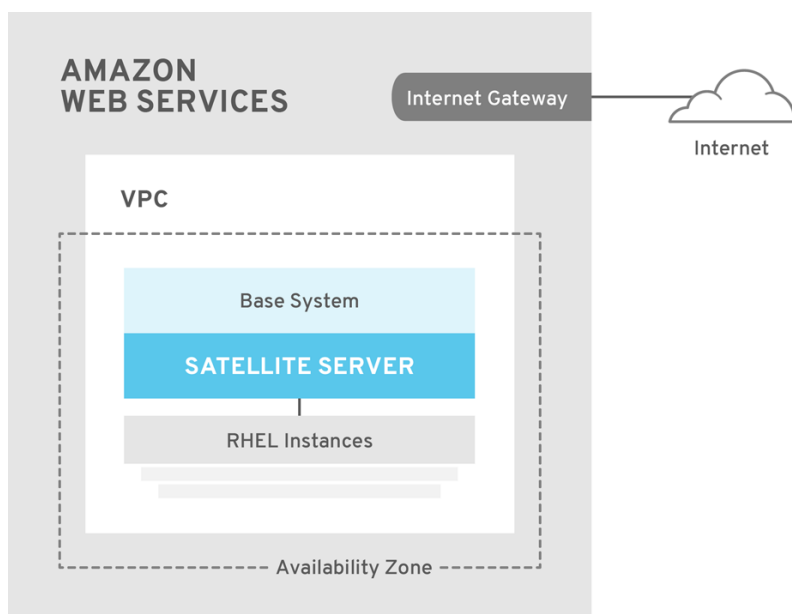 AMAZON
WEB SERVICES
Internet Gateway
Internet
VPC
Base System
SATELLITE SERVER
RHEL Instances
Availability Zone